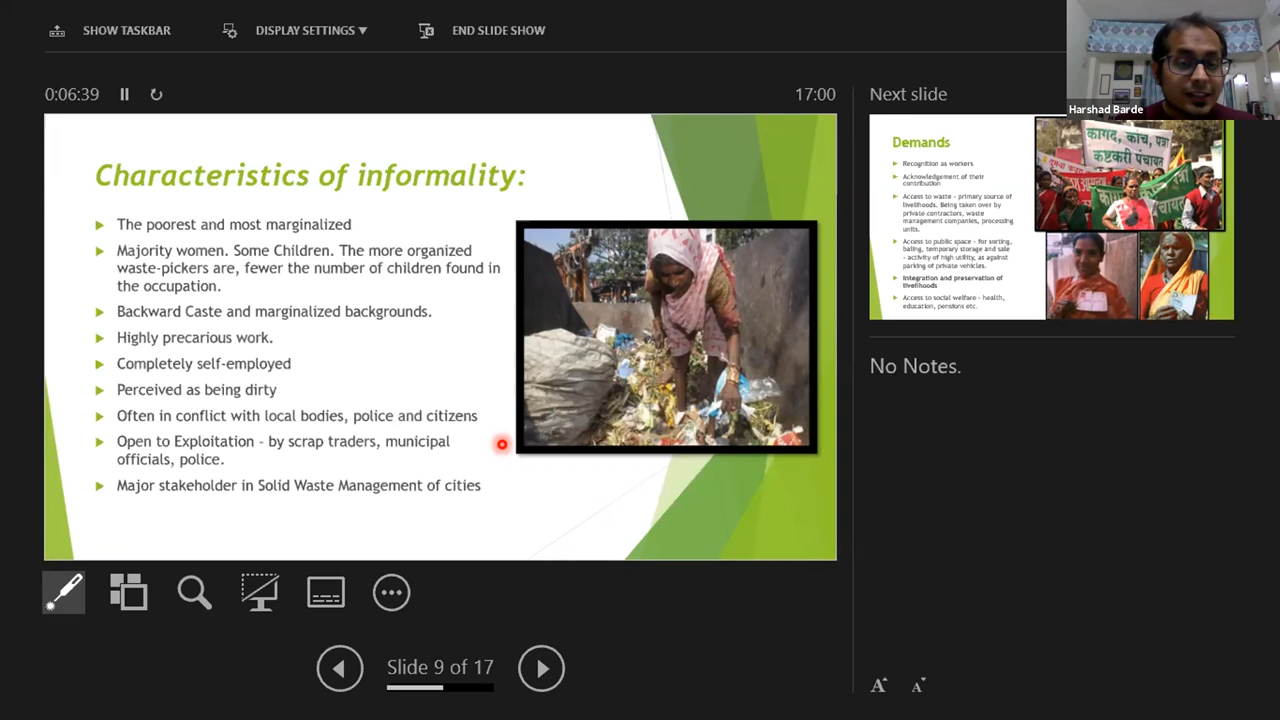 SHOW TASKBAR
DISPLAY SETTINGS ▼
END SLIDE SHOW
Harshad Barde
0:06:39
17:00
Next slide
Characteristics of informality:
The poorest and most marginalized
Majority women. Some Children. The more organized
waste-pickers are, fewer the number of children found in
the occupation.
Backward Caste and marginalized backgrounds.
Highly precarious work.
Completely self-employed
Perceived as being dirty
Often in conflict with local bodies, police and citizens
Open to Exploitation – by scrap traders, municipal
officials, police.
Major stakeholder in Solid Waste Management of cities
Demands
Recognition as workers
Acknowledgement of their
contribution
Access to waste – primary source of
livelihoods. Being taken over by
private contractors, waste
management companies, processing
units.
Access to public space – for sorting,
baling, temporary storage and sale
– activity of high utility, as against
parking of private vehicles.
Integration and preservation of
livelihoods
Access to social welfare – health,
education, pensions etc.
कागद, काच, पत्रा
कष्टकरी पंचायत
No Notes.
Slide 9 of 17
A A